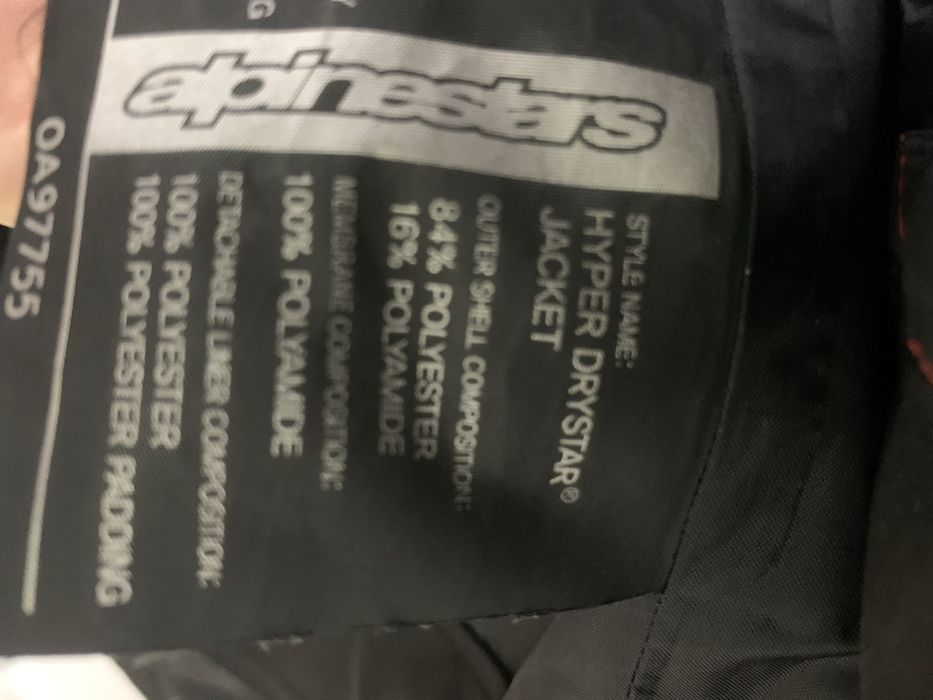 alpinestars
STYLE NAME:
HYPER DRYSTAR®
JACKET
OUTER SHELL COMPOSITION:
84% POLYESTER
16% POLYAMIDE
MEMBRANE COMPOSITION:
100% POLYAMIDE
DETACHABLE LINER COMPOSITION:
100% POLYESTER
100% POLYESTER PADDING
OA97755